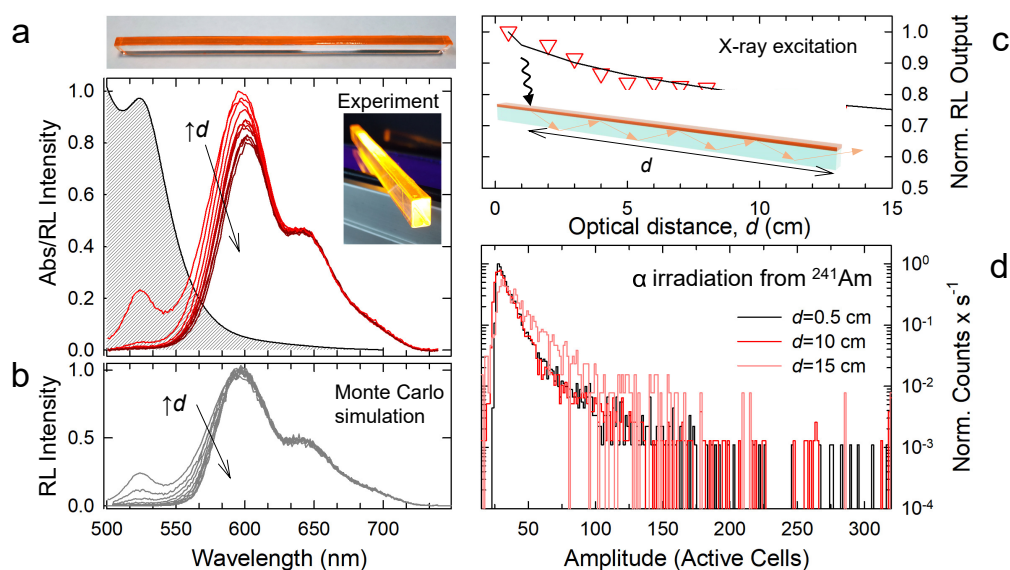 a
1.0
0.8
0.6
0.4
0.2
0.0
Abs/RL Intensity
Experiment
↑d
b
1.0
0.5
0.0
RL Intensity
↑d
Monte Carlo
simulation
500 550 600 650 700
Wavelength (nm)
c
X-ray excitation
d
1.0
0.9
0.8
0.7
0.6
0.5
Norm. RL Output
0 5 10 15
Optical distance, d (cm)
d
α irradiation from ²⁴¹Am
d=0.5 cm
d=10 cm
d=15 cm
10⁰
10⁻¹
10⁻²
10⁻³
10⁻⁴
Norm. Counts x s⁻¹
50 100 150 200 250 300
Amplitude (Active Cells)